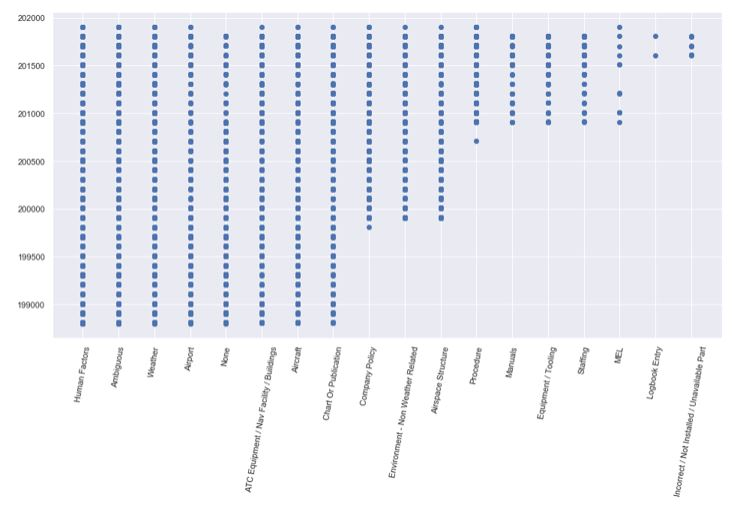 202000
201500
201000
200500
200000
199500
199000
Human Factors
Ambiguous
Weather
Airport
None
ATC Equipment / Nav Facility / Buildings
Aircraft
Chart Or Publication
Company Policy
Environment - Non Weather Related
Airspace Structure
Procedure
Manuals
Equipment / Tooling
Staffing
MEL
Logbook Entry
Incorrect / Not Installed / Unavailable Part